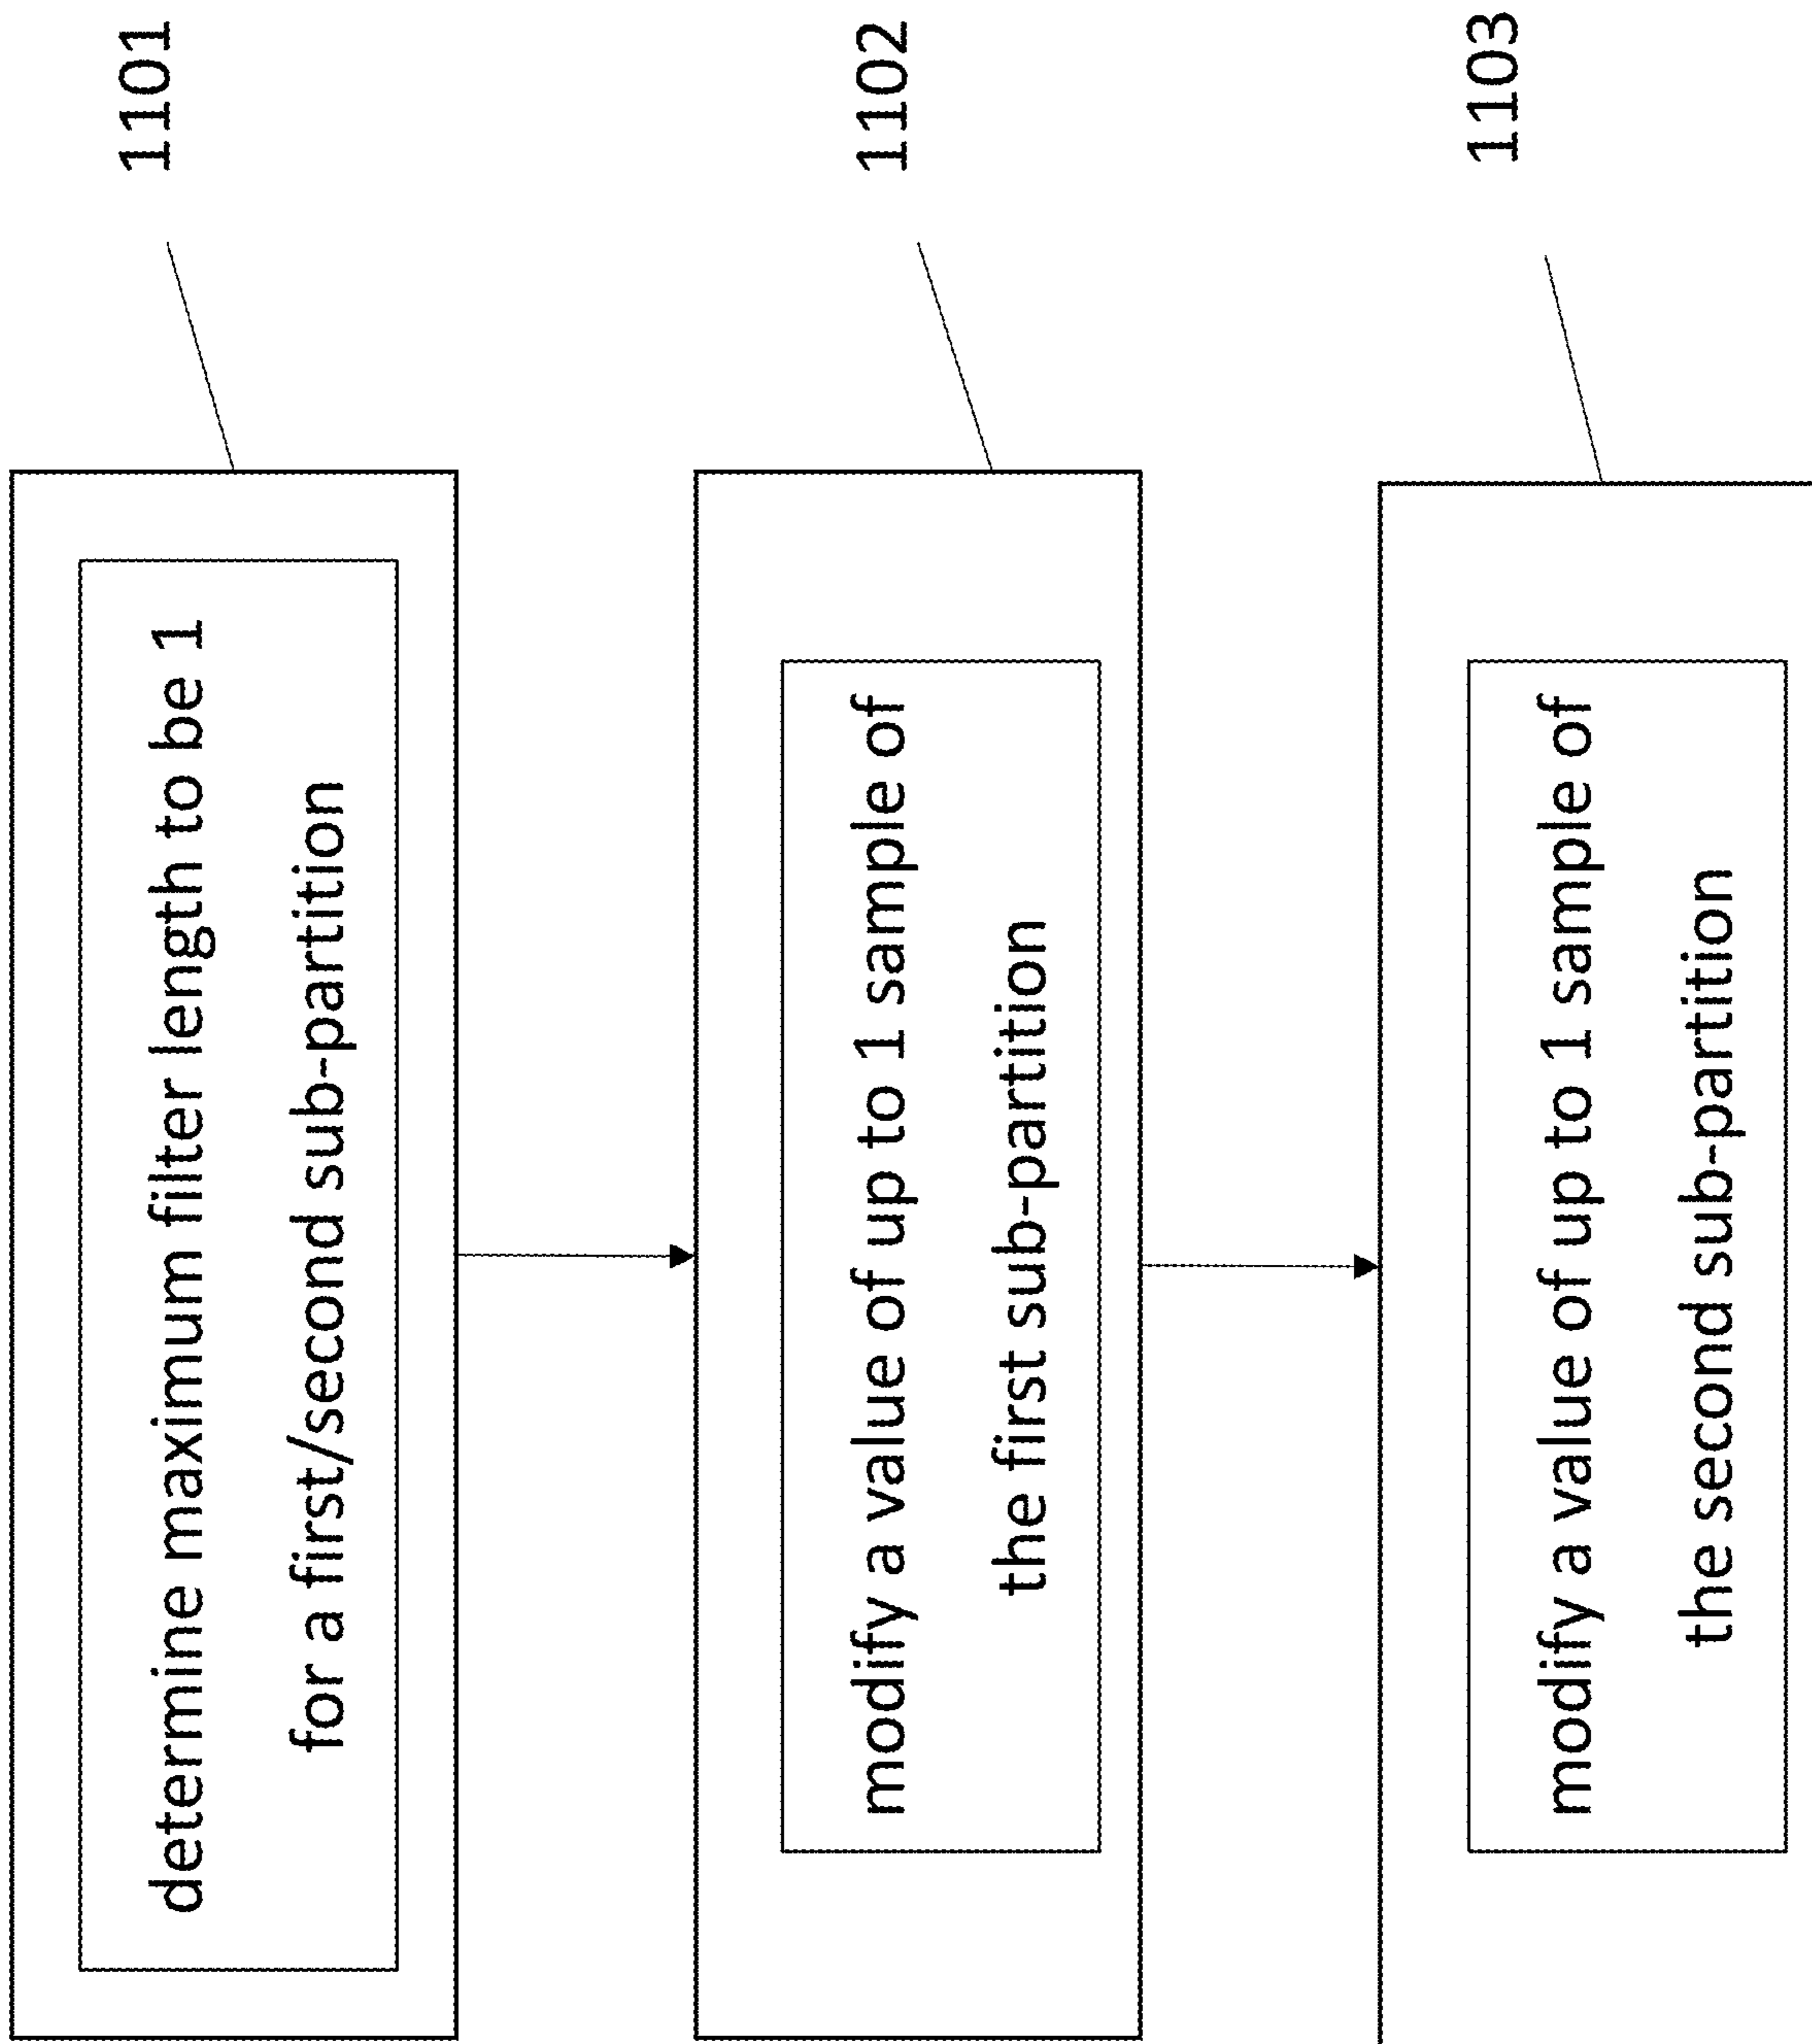 determine maximum filter length to be 1
for a first/second sub-partition
1101
modify a value of up to 1 sample of
the first sub-partition
1102
modify a value of up to 1 sample of
the second sub-partition
1103